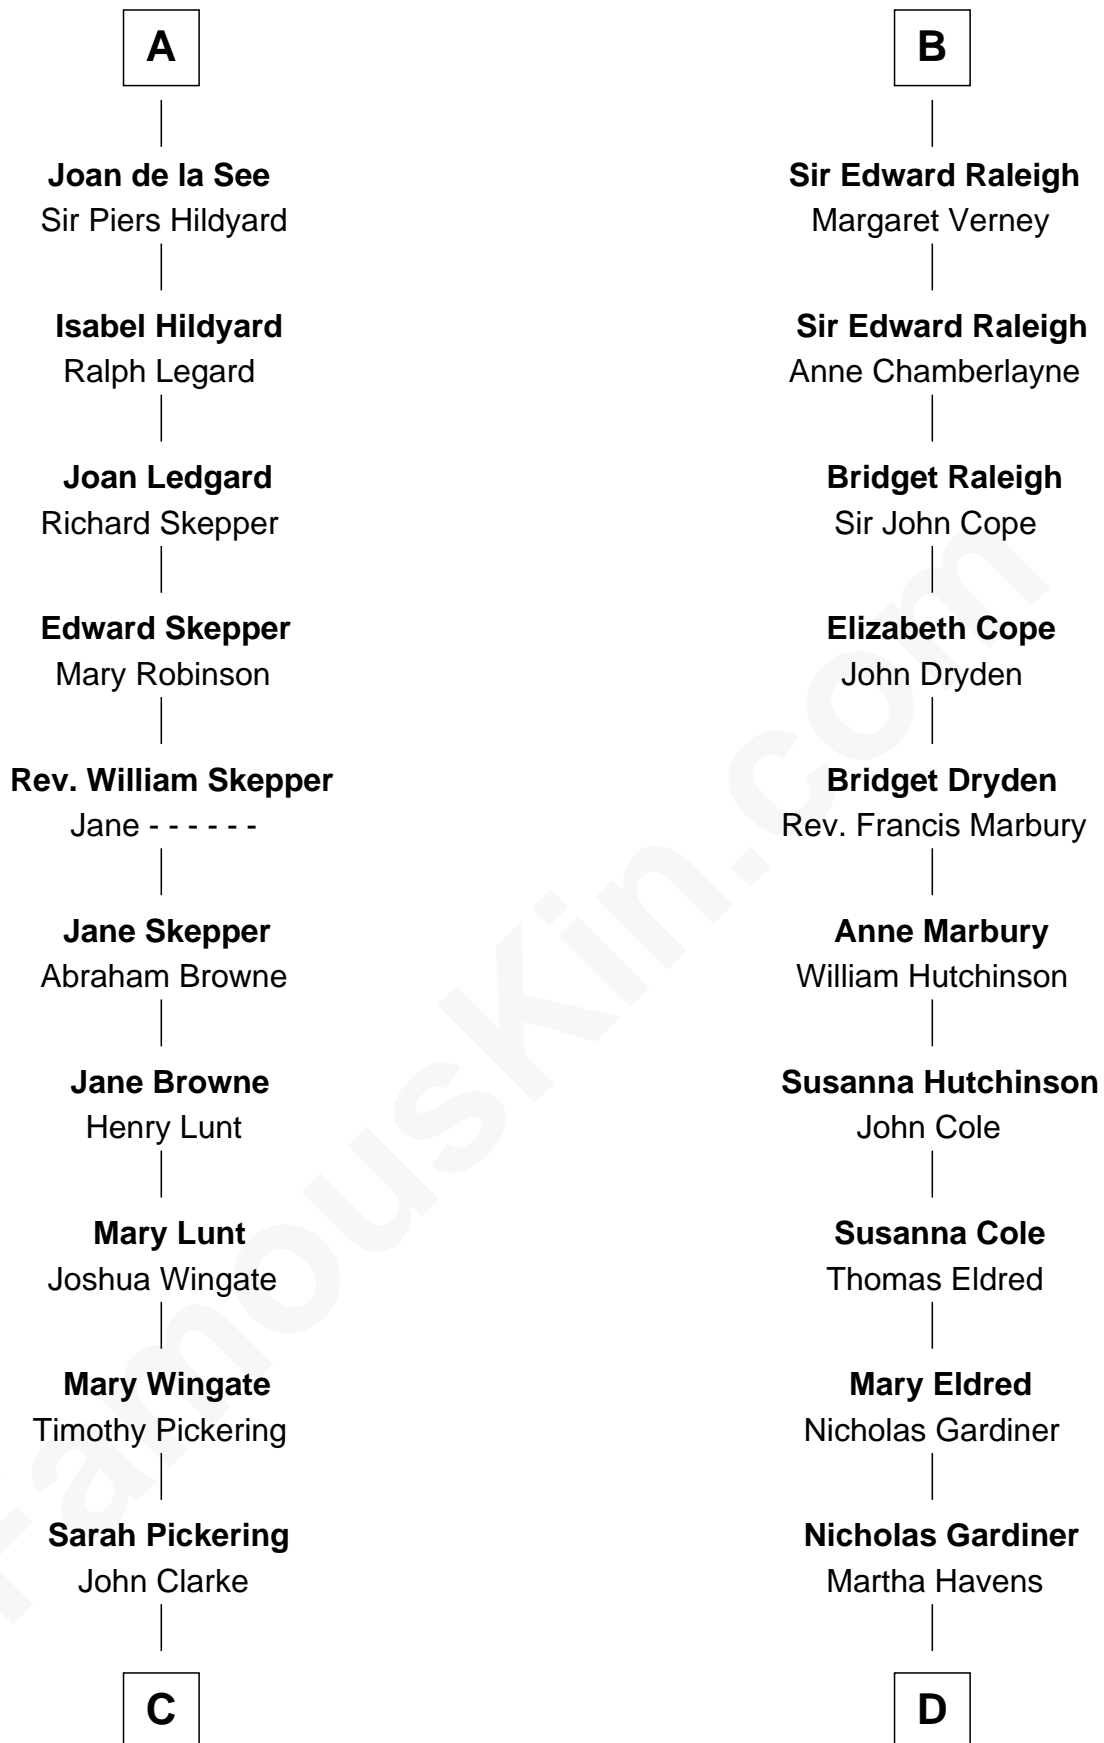 A
Joan de la See
Sir Piers Hildyard
Isabel Hildyard
Ralph Legard
Joan Ledgard
Richard Skepper
Edward Skepper
Mary Robinson
Rev. William Skepper
Jane - - - - - -
Jane Skepper
Abraham Browne
Jane Browne
Henry Lunt
Mary Lunt
Joshua Wingate
Mary Wingate
Timothy Pickering
Sarah Pickering
John Clarke
C
B
Sir Edward Raleigh
Margaret Verney
Sir Edward Raleigh
Anne Chamberlayne
Bridget Raleigh
Sir John Cope
Elizabeth Cope
John Dryden
Bridget Dryden
Rev. Francis Marbury
Anne Marbury
William Hutchinson
Susanna Hutchinson
John Cole
Susanna Cole
Thomas Eldred
Mary Eldred
Nicholas Gardiner
Nicholas Gardiner
Martha Havens
D
FamousKin.com